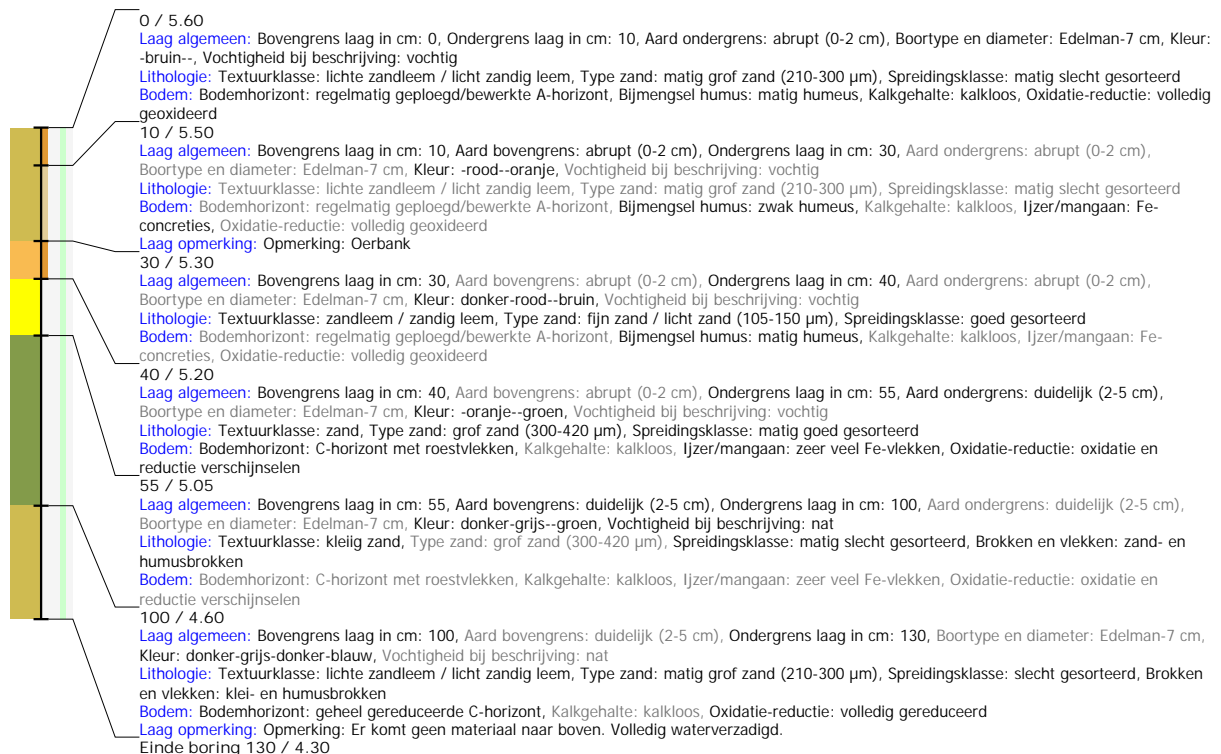 0 / 5.60
Laag algemeen: Bovengrens laag in cm: 0, Ondergrens laag in cm: 10, Aard ondergrens: abrupt (0-2 cm), Boortype en diameter: Edelman-7 cm, Kleur:
-bruin--, Vochtigheid bij beschrijving: vochtig
Lithologie: Textuurklasse: lichte zandleem / licht zandig leem, Type zand: matig grof zand (210-300 µm), Spreidingsklasse: matig slecht gesorteerd
Bodem: Bodemhorizont: regelmatig geploegd/bewerkte A-horizont, Bijmengsel humus: matig humeus, Kalkgehalte: kalkloos, Oxidatie-reductie: volledig
geoxideerd
10 / 5.50
Laag algemeen: Bovengrens laag in cm: 10, Aard bovengrens: abrupt (0-2 cm), Ondergrens laag in cm: 30, Aard ondergrens: abrupt (0-2 cm),
Boortype en diameter: Edelman-7 cm, Kleur: -rood--oranje, Vochtigheid bij beschrijving: vochtig
Lithologie: Textuurklasse: lichte zandleem / licht zandig leem, Type zand: matig grof zand (210-300 µm), Spreidingsklasse: matig slecht gesorteerd
Bodem: Bodemhorizont: regelmatig geploegd/bewerkte A-horizont, Bijmengsel humus: zwak humeus, Kalkgehalte: kalkloos, Ijzer/mangaan: Fe-
concreties, Oxidatie-reductie: volledig geoxideerd
Laag opmerking: Opmerking: Oerbank
30 / 5.30
Laag algemeen: Bovengrens laag in cm: 30, Aard bovengrens: abrupt (0-2 cm), Ondergrens laag in cm: 40, Aard ondergrens: abrupt (0-2 cm),
Boortype en diameter: Edelman-7 cm, Kleur: donker-rood--bruin, Vochtigheid bij beschrijving: vochtig
Lithologie: Textuurklasse: zandleem / zandig leem, Type zand: fijn zand / licht zand (105-150 µm), Spreidingsklasse: goed gesorteerd
Bodem: Bodemhorizont: regelmatig geploegd/bewerkte A-horizont, Bijmengsel humus: matig humeus, Kalkgehalte: kalkloos, Ijzer/mangaan: Fe-
concreties, Oxidatie-reductie: volledig geoxideerd
40 / 5.20
Laag algemeen: Bovengrens laag in cm: 40, Aard bovengrens: abrupt (0-2 cm), Ondergrens laag in cm: 55, Aard ondergrens: duidelijk (2-5 cm),
Boortype en diameter: Edelman-7 cm, Kleur: -oranje--groen, Vochtigheid bij beschrijving: vochtig
Lithologie: Textuurklasse: zand, Type zand: grof zand (300-420 µm), Spreidingsklasse: matig goed gesorteerd
Bodem: Bodemhorizont: C-horizont met roestvlekken, Kalkgehalte: kalkloos, Ijzer/mangaan: zeer veel Fe-vlekken, Oxidatie-reductie: oxidatie en
reductie verschijnselen
55 / 5.05
Laag algemeen: Bovengrens laag in cm: 55, Aard bovengrens: duidelijk (2-5 cm), Ondergrens laag in cm: 100, Aard ondergrens: duidelijk (2-5 cm),
Boortype en diameter: Edelman-7 cm, Kleur: donker-grijs--groen, Vochtigheid bij beschrijving: nat
Lithologie: Textuurklasse: kleiig zand, Type zand: grof zand (300-420 µm), Spreidingsklasse: matig slecht gesorteerd, Brokken en vlekken: zand- en
humusbrokken
Bodem: Bodemhorizont: C-horizont met roestvlekken, Kalkgehalte: kalkloos, Ijzer/mangaan: zeer veel Fe-vlekken, Oxidatie-reductie: oxidatie en
reductie verschijnselen
100 / 4.60
Laag algemeen: Bovengrens laag in cm: 100, Aard bovengrens: duidelijk (2-5 cm), Ondergrens laag in cm: 130, Boortype en diameter: Edelman-7 cm,
Kleur: donker-grijs-donker-blauw, Vochtigheid bij beschrijving: nat
Lithologie: Textuurklasse: lichte zandleem / licht zandig leem, Type zand: matig grof zand (210-300 µm), Spreidingsklasse: slecht gesorteerd, Brokken
en vlekken: klei- en humusbrokken
Bodem: Bodemhorizont: geheel gereduceerde C-horizont, Kalkgehalte: kalkloos, Oxidatie-reductie: volledig gereduceerd
Laag opmerking: Opmerking: Er komt geen materiaal naar boven. Volledig waterverzadigd.
Einde boring 130 / 4.30